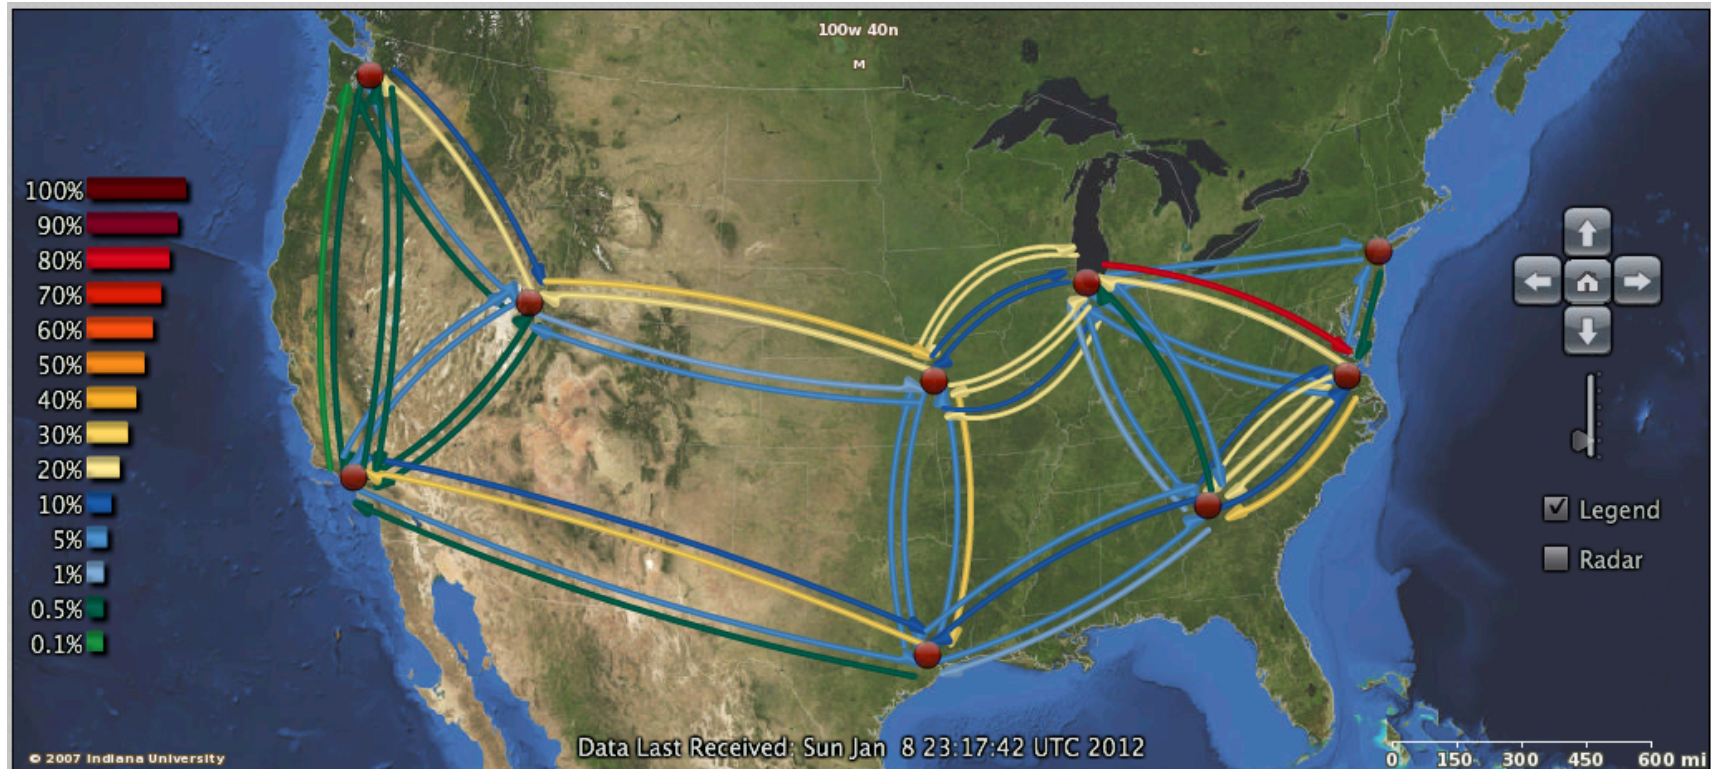 100w 40n
M
100%
90%
80%
70%
60%
50%
40%
30%
20%
10%
5%
1%
0.5%
0.1%
Legend
Radar
Data Last Received: Sun Jan 8 23:17:42 UTC 2012
© 2007 Indiana University
0 150 300 450 600 mi